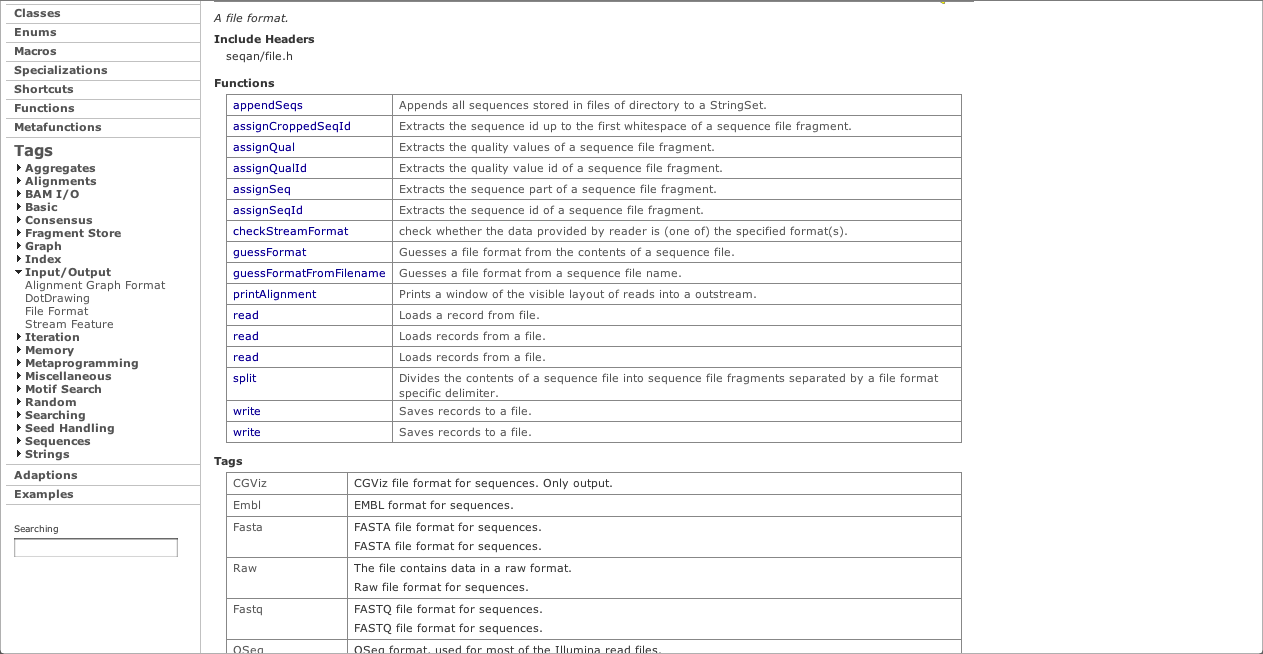 Classes
Enums
Macros
Specializations
Shortcuts
Functions
Metafunctions
Tags
Aggregates
Alignments
BAM I/O
Basic
Consensus
Fragment Store
Graph
Index
Input/Output
Alignment Graph Format
DotDrawing
File Format
Stream Feature
Iteration
Memory
Metaprogramming
Miscellaneous
Motif Search
Random
Searching
Seed Handling
Sequences
Strings
Adaptions
Examples
Searching
A file format.
Include Headers
seqan/file.h
Functions
appendSeqs Appends all sequences stored in files of directory to a StringSet.
assignCroppedSeqId Extracts the sequence id up to the first whitespace of a sequence file fragment.
assignQual Extracts the quality values of a sequence file fragment.
assignQualId Extracts the quality value id of a sequence file fragment.
assignSeq Extracts the sequence part of a sequence file fragment.
assignSeqId Extracts the sequence id of a sequence file fragment.
checkStreamFormat check whether the data provided by reader is (one of) the specified format(s).
guessFormat Guesses a file format from the contents of a sequence file.
guessFormatFromFilename Guesses a file format from a sequence file name.
printAlignment Prints a window of the visible layout of reads into a outstream.
read Loads a record from file.
read Loads records from a file.
read Loads records from a file.
split Divides the contents of a sequence file into sequence file fragments separated by a file format
specific delimiter.
write Saves records to a file.
write Saves records to a file.
Tags
CGViz CGViz file format for sequences. Only output.
Embl EMBL format for sequences.
Fasta FASTA file format for sequences.
FASTA file format for sequences.
Raw The file contains data in a raw format.
Raw file format for sequences.
Fastq FASTQ file format for sequences.
FASTQ file format for sequences.
QSeq QSeq format, used for most of the Illumina read files.